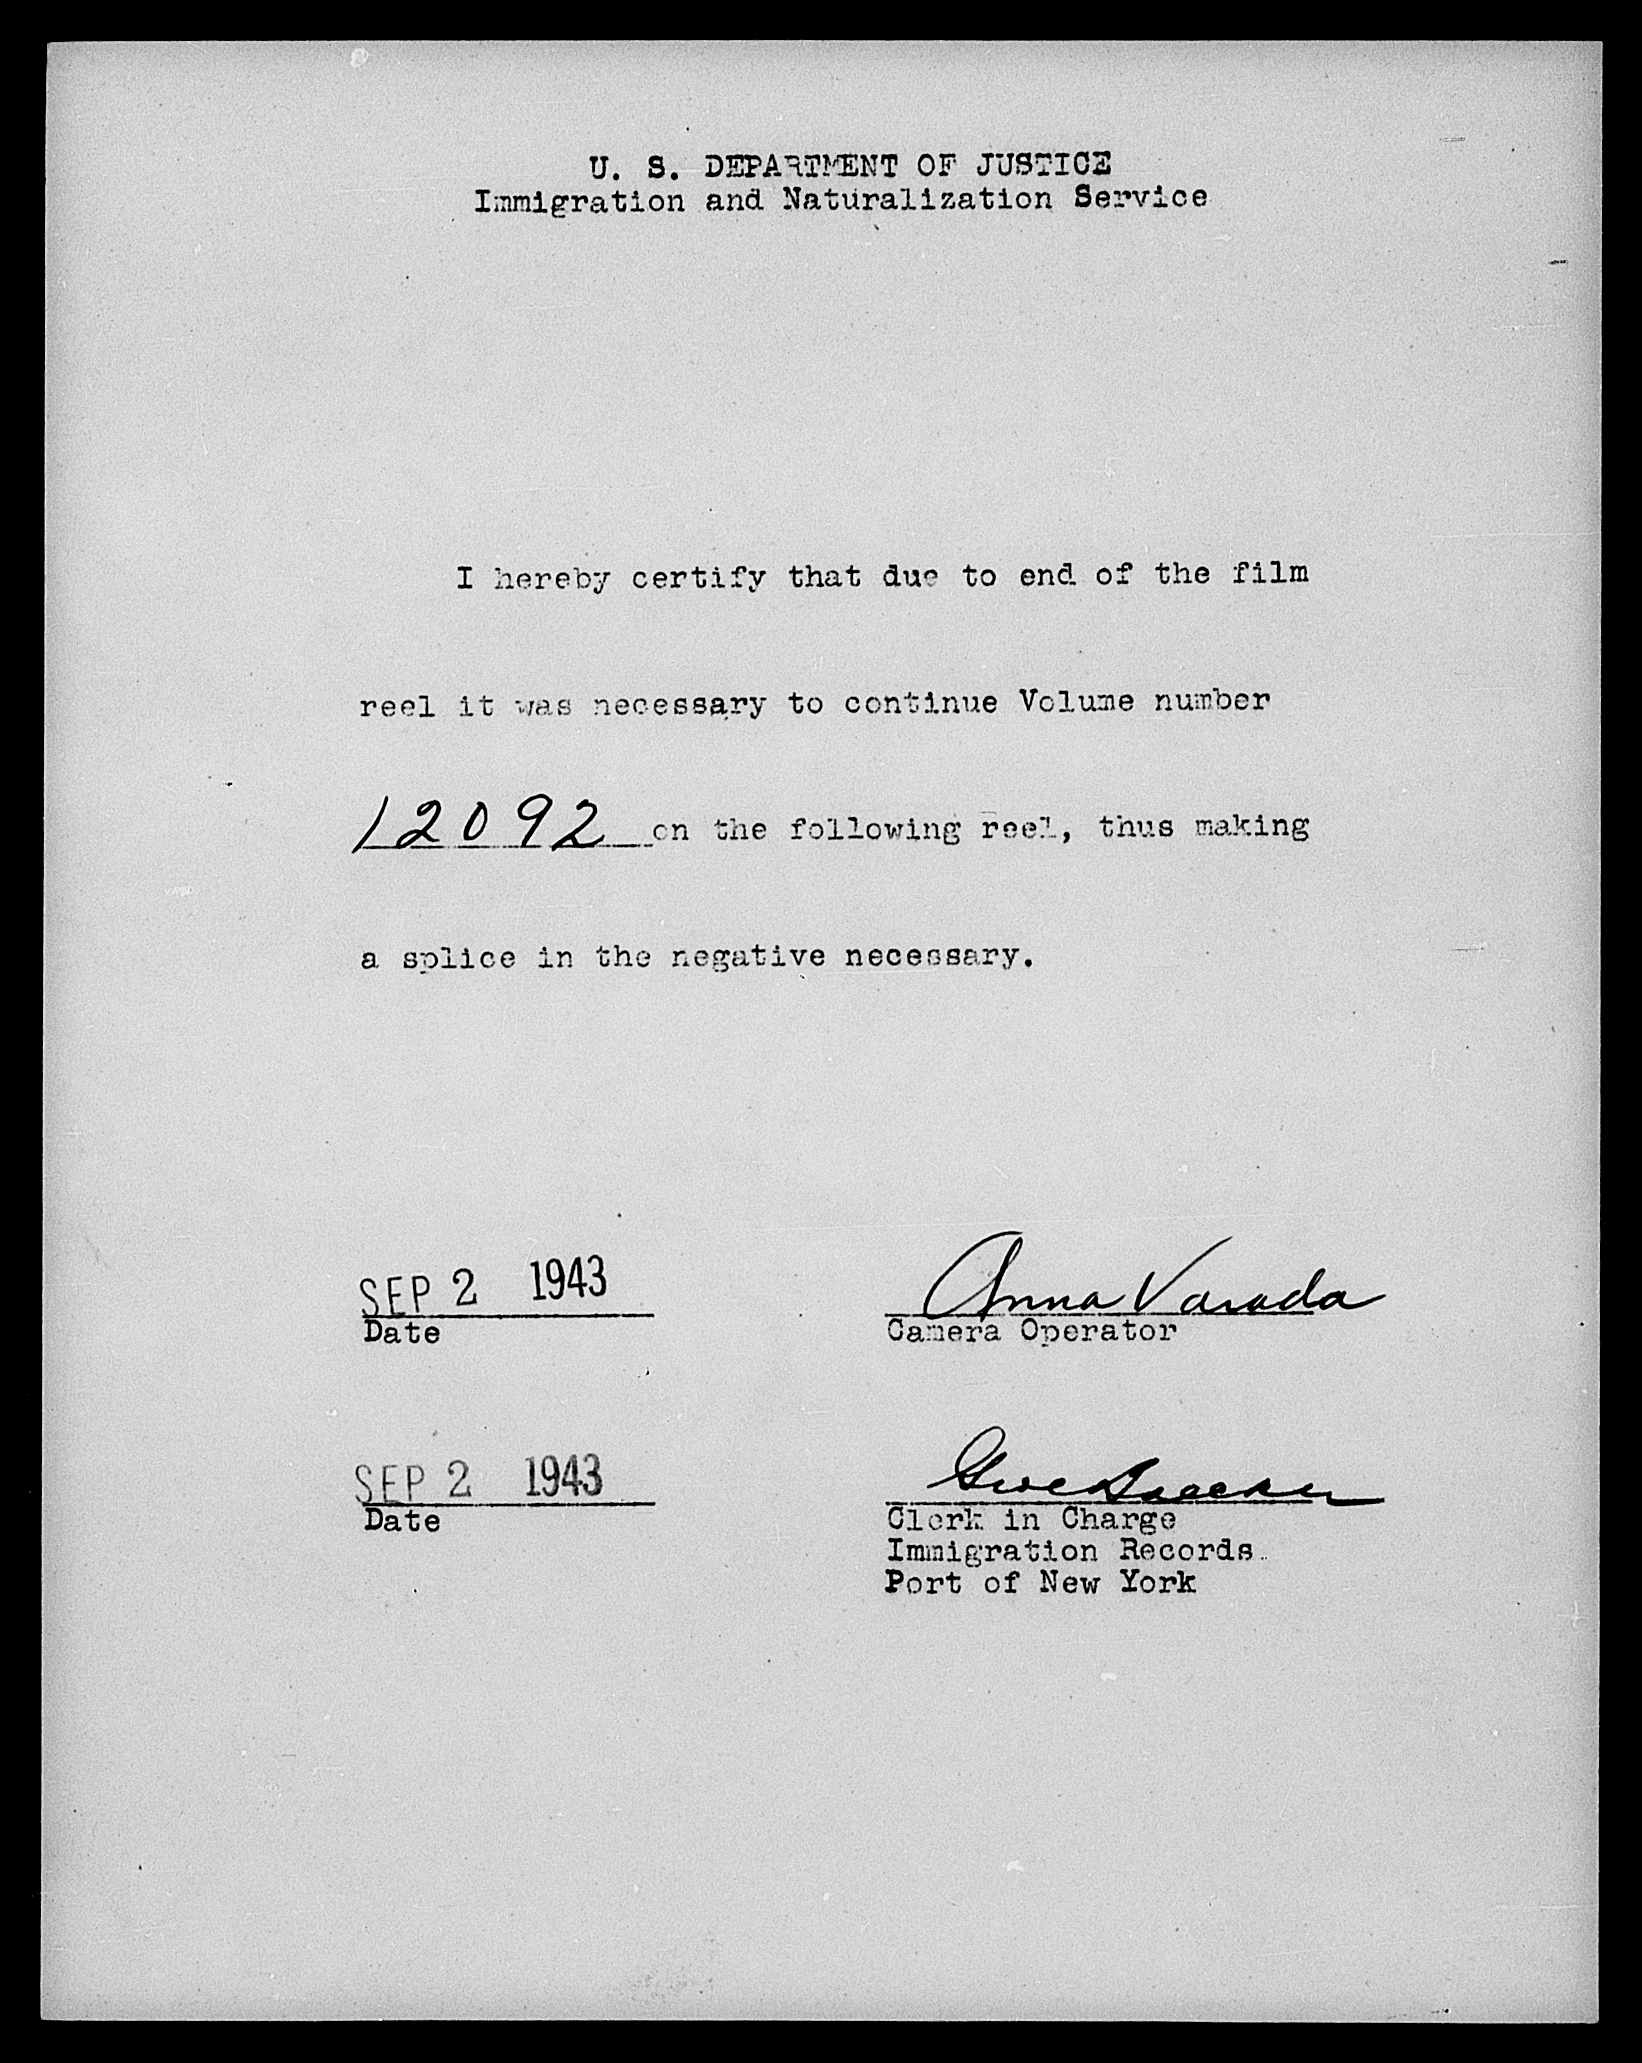 U. S. DEPARTMENT OF JUSTICE
Immigration and Naturalization Service
I hereby certify that due to end of the film
reel it was necessary to continue Volume number
12092 on the following reel, thus making
a splice in the negative necessary.
SEP 2 1943
Date
Anna Varada
Camera Operator
SEP 2 1943
Date
Clerk in Charge
Immigration Records
Port of New York